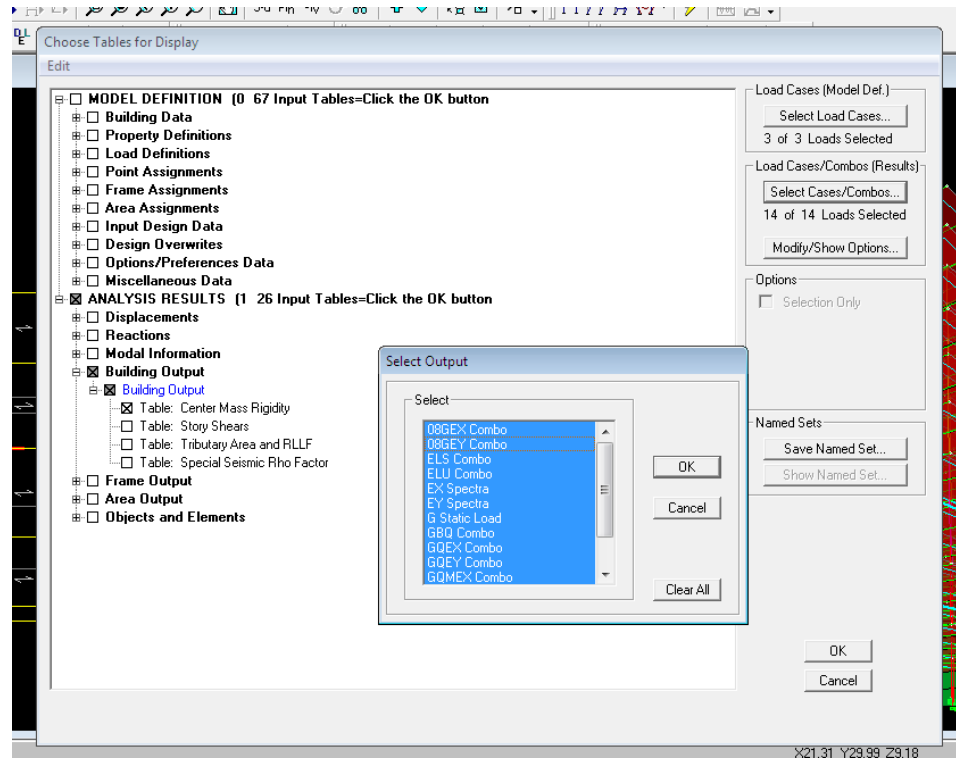 Choose Tables for Display
Edit
MODEL DEFINITION (0 67 Input Tables=Click the OK button
Building Data
Property Definitions
Load Definitions
Point Assignments
Frame Assignments
Area Assignments
Input Design Data
Design Overwrites
Options/Preferences Data
Miscellaneous Data
ANALYSIS RESULTS (1 26 Input Tables=Click the OK button
Displacements
Reactions
Modal Information
Building Output
Building Output
Table: Center Mass Rigidity
Table: Story Shears
Table: Tributary Area and RLLF
Table: Special Seismic Rho Factor
Frame Output
Area Output
Objects and Elements
Load Cases (Model Def.)
Select Load Cases...
3 of 3 Loads Selected
Load Cases/Combos (Results)
Select Cases/Combos...
14 of 14 Loads Selected
Modify/Show Options...
Options
Selection Only
Named Sets
Save Named Set...
Show Named Set...
OK
Cancel
Select Output
Select
08GEX Combo
08GEY Combo
ELS Combo
ELU Combo
EX Spectra
EY Spectra
G Static Load
GBQ Combo
GQEX Combo
GQEY Combo
GQMEX Combo
OK
Cancel
Clear All
X21.31 Y29.99 Z9.18